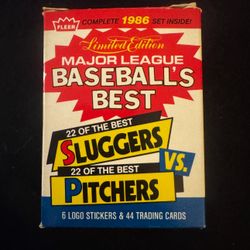 FLEER
COMPLETE 1986 SET INSIDE!
Limited Edition
MAJOR LEAGUE
BASEBALL'S
BEST
22 OF THE BEST
SLUGGERS
VS.
22 OF THE BEST
PITCHERS
6 LOGO STICKERS & 44 TRADING CARDS